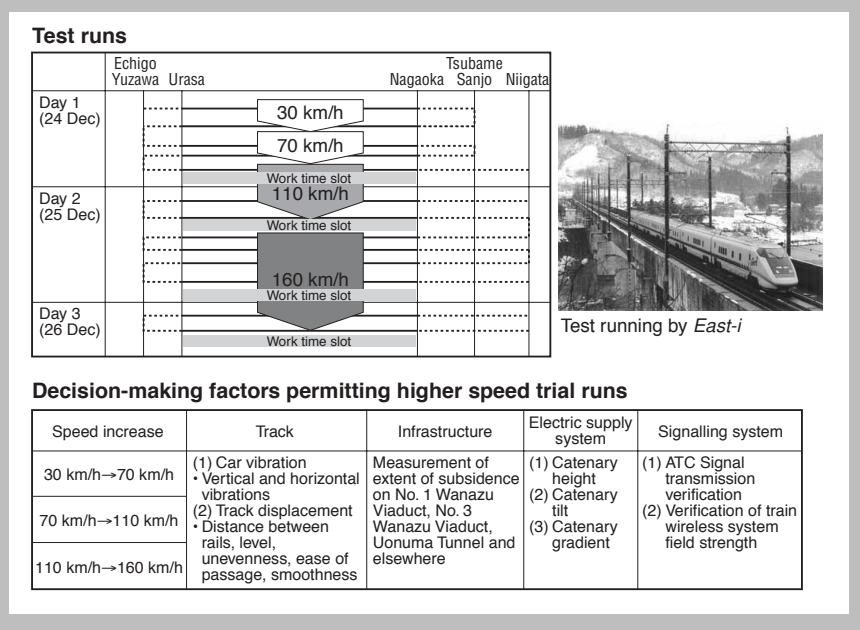 Test runs
Echigo
Yuzawa
Urasa
Nagaoka
Tsubame
Sanjo
Niigata
Day 1
(24 Dec)
30 km/h
70 km/h
Work time slot
110 km/h
Day 2
(25 Dec)
Work time slot
160 km/h
Work time slot
Day 3
(26 Dec)
Work time slot
Test running by East-i
Decision-making factors permitting higher speed trial runs
Speed increase
Track
Infrastructure
Electric supply
system
Signalling system
30 km/h→70 km/h
70 km/h→110 km/h
110 km/h→160 km/h
(1) Car vibration
• Vertical and horizontal
vibrations
(2) Track displacement
• Distance between
rails, level,
unevenness, ease of
passage, smoothness
Measurement of
extent of subsidence
on No. 1 Wanazu
Viaduct, No. 3
Wanazu Viaduct,
Uonuma Tunnel and
elsewhere
(1) Catenary
height
(2) Catenary
tilt
(3) Catenary
gradient
(1) ATC Signal
transmission
verification
(2) Verification of train
wireless system
field strength